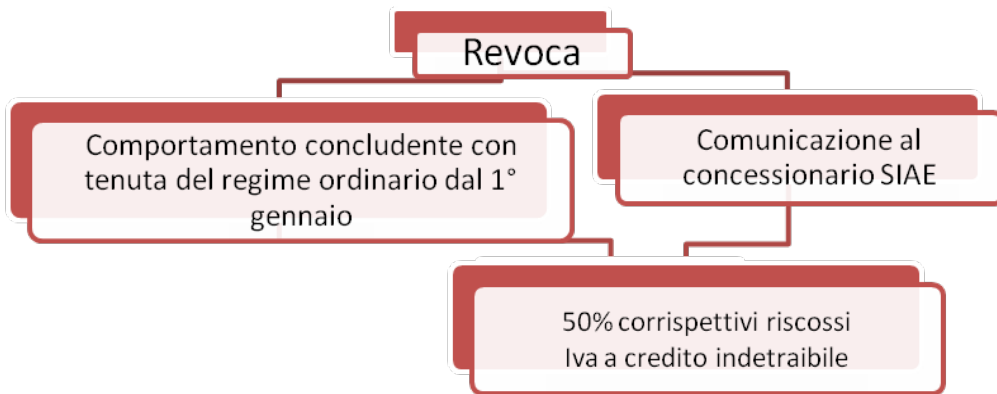 Revoca
Comportamento concludente con
tenuta del regime ordinario dal 1°
gennaio
Comunicazione al
concessionario SIAE
50% corrispettivi riscossi
Iva a credito indetraibile